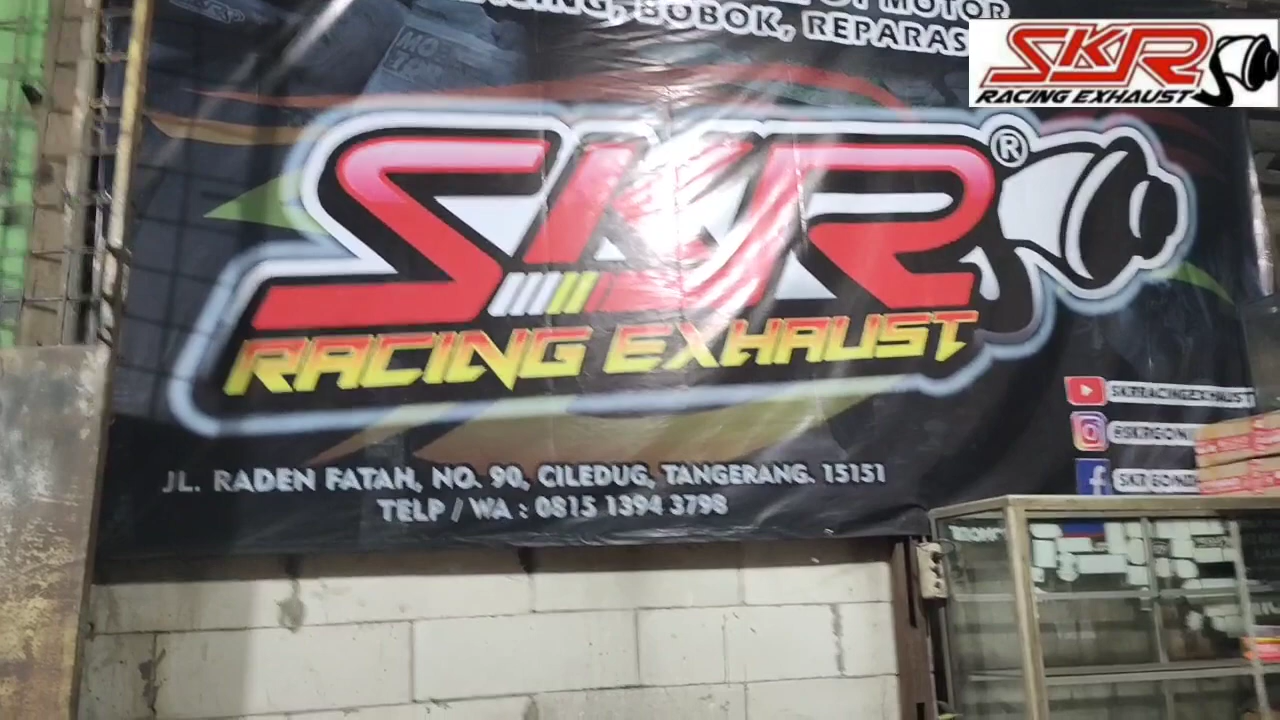 MOTOR
BOBOK, REPARAS
SKR
RACING EXHAUST
SKR®
RACING EXHAUST
SKRRACINGEXHAUST
JL. RADEN FATAH, NO. 90, CILEDUG, TANGERANG. 15151
TELP / WA : 0815 1394 3798